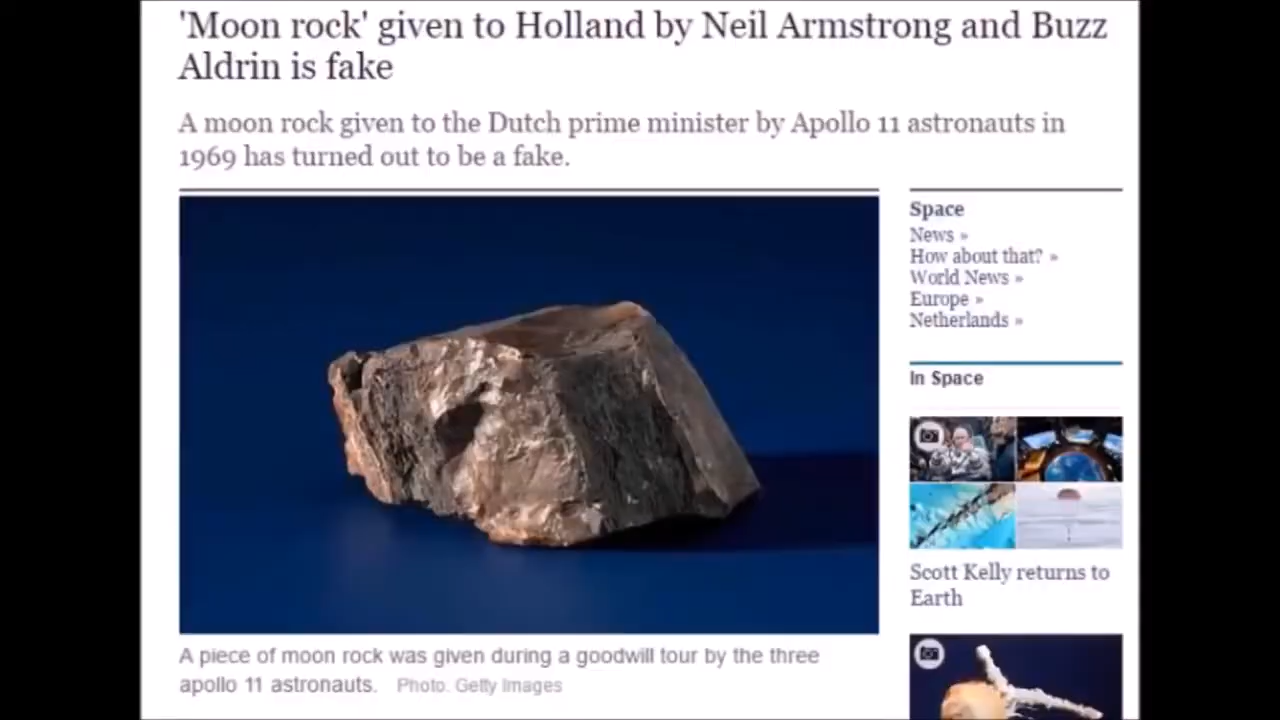 'Moon rock' given to Holland by Neil Armstrong and Buzz
Aldrin is fake
A moon rock given to the Dutch prime minister by Apollo 11 astronauts in
1969 has turned out to be a fake.
A piece of moon rock was given during a goodwill tour by the three
apollo 11 astronauts. Photo. Getty Images
Space
News »
How about that? »
World News »
Europe »
Netherlands »
In Space
Scott Kelly returns to
Earth